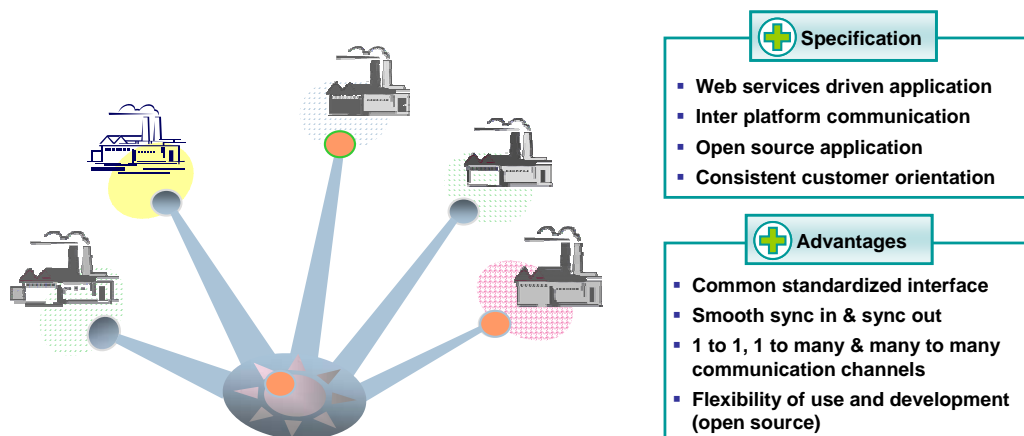 Specification
Web services driven application
Inter platform communication
Open source application
Consistent customer orientation
Advantages
Common standardized interface
Smooth sync in & sync out
1 to 1, 1 to many & many to many
communication channels
Flexibility of use and development
(open source)